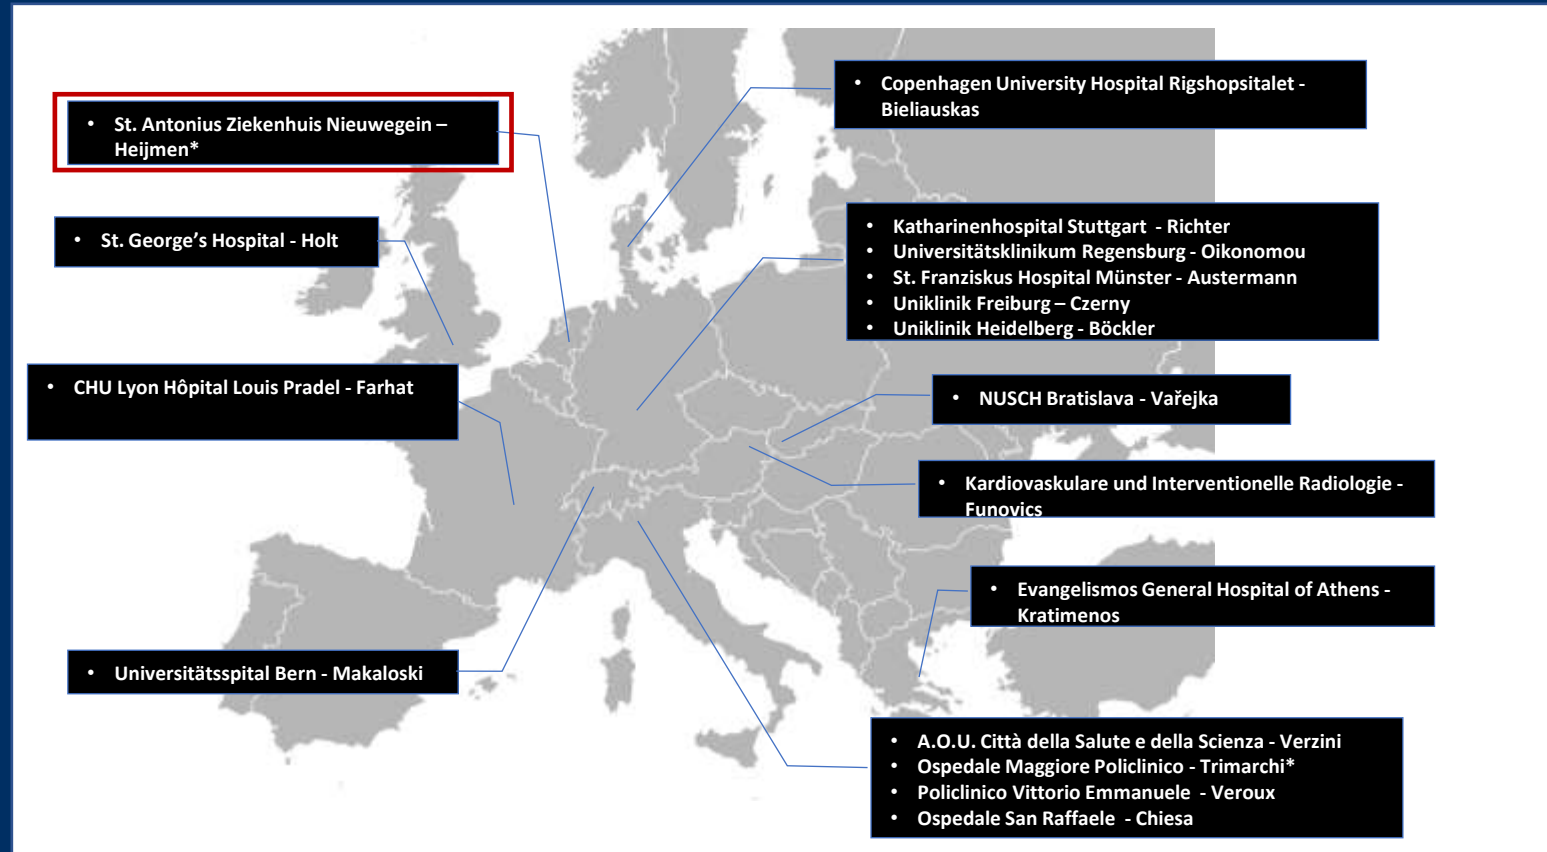 • St. Antonius Ziekenhuis Nieuwegein –
Heijmen*
• St. George’s Hospital - Holt
• CHU Lyon Hôpital Louis Pradel - Farhat
• Universitätsspital Bern - Makaloski
• Copenhagen University Hospital Rigshopsitalet -
Bieliauskas
• Katharinenhospital Stuttgart - Richter
• Universitätsklinikum Regensburg - Oikonomou
• St. Franziskus Hospital Münster - Austermann
• Uniklinik Freiburg – Czerny
• Uniklinik Heidelberg - Böckler
• NUSCH Bratislava - Vařejka
• Kardiovaskulare und Interventionelle Radiologie -
Funovics
• Evangelismos General Hospital of Athens -
Kratimenos
• A.O.U. Città della Salute e della Scienza - Verzini
• Ospedale Maggiore Policlinico - Trimarchi*
• Policlinico Vittorio Emmanuele - Veroux
• Ospedale San Raffaele - Chiesa